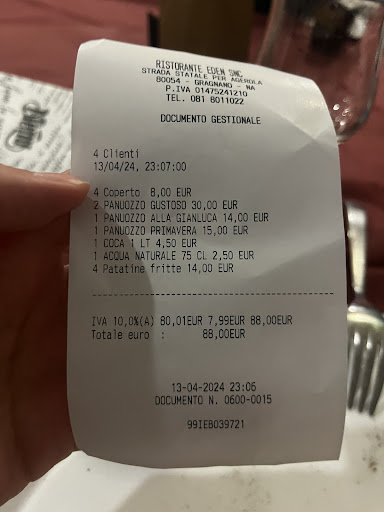 RISTORANTE EDEN SNC
STRADA STATALE PER AGEROLA
80054 - GRAGNANO - NA
P.IVA 01475241210
TEL. 081 8011022
DOCUMENTO GESTIONALE
4 Clienti
13/04/24, 23:07:00
4 Coperto 8,00 EUR
2 PANUOZZO GUSTOSO 30,00 EUR
1 PANUOZZO ALLA GIANLUCA 14,00 EUR
1 PANUOZZO PRIMAVERA 15,00 EUR
1 COCA 1 LT 4,50 EUR
1 ACQUA NATURALE 75 CL 2,50 EUR
4 Patatine fritte 14,00 EUR
IVA 10,0%(A) 80,01EUR 7,99EUR 88,00EUR
Totale euro : 88,00EUR
13-04-2024 23:06
DOCUMENTO N. 0600-0015
99IEB039721